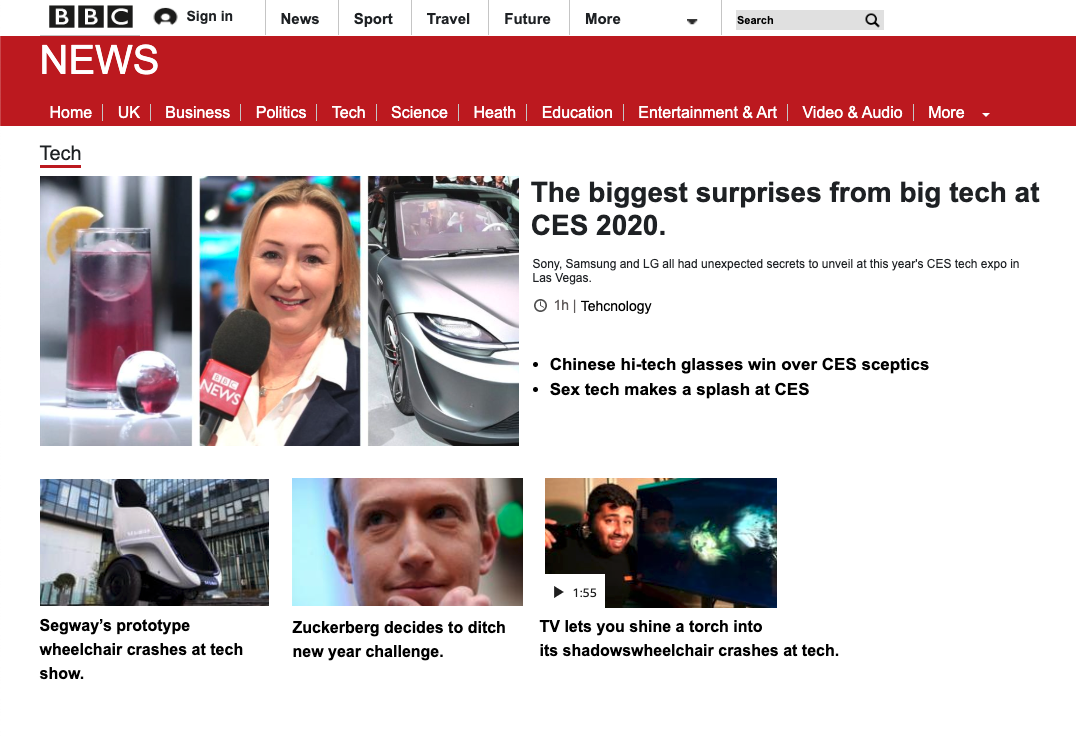 BBC Sign in News Sport Travel Future More Search
NEWS
Home UK Business Politics Tech Science Heath Education Entertainment & Art Video & Audio More
Tech
The biggest surprises from big tech at
CES 2020.
Sony, Samsung and LG all had unexpected secrets to unveil at this year's CES tech expo in
Las Vegas.
1h | Tehcnology
Chinese hi-tech glasses win over CES sceptics
Sex tech makes a splash at CES
BBC
NEWS
1:55
Segway’s prototype
wheelchair crashes at tech
show.
Zuckerberg decides to ditch
new year challenge.
TV lets you shine a torch into
its shadowswheelchair crashes at tech.